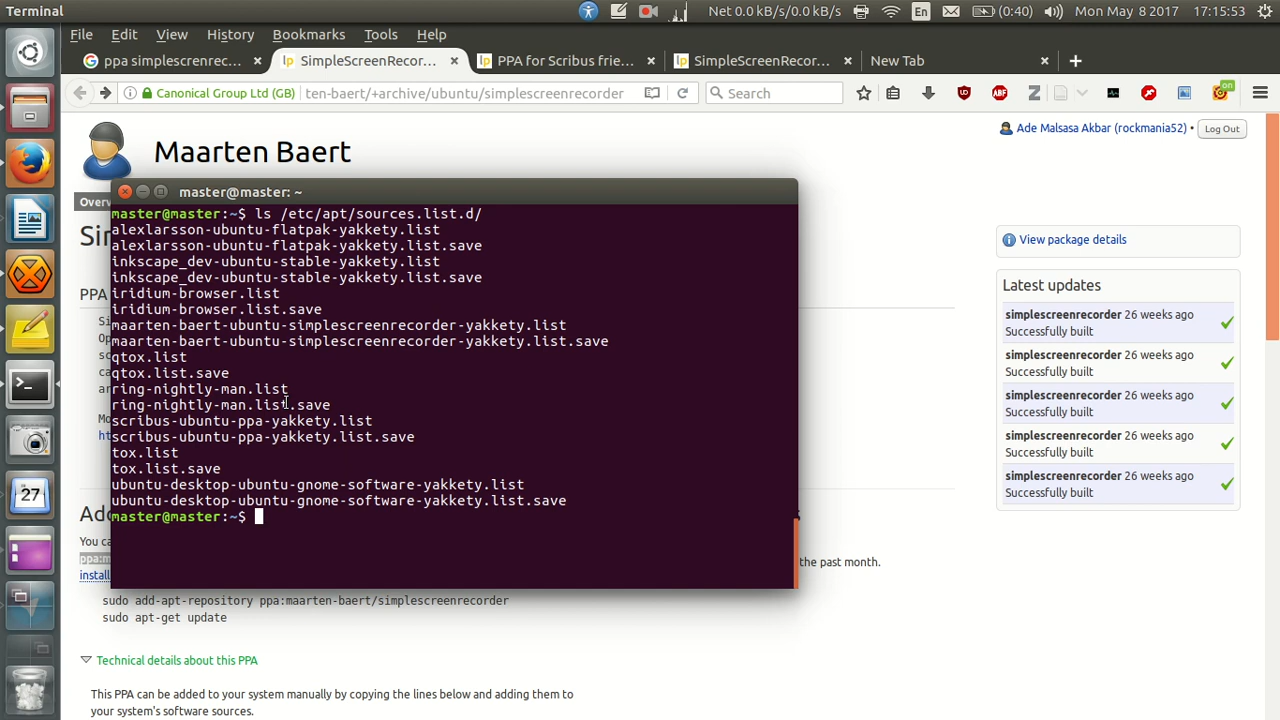 Terminal
Net 0.0 kB/s/0.0 kB/s
En
(0:40)
Mon May 8 2017
17:15:53
File Edit View History Bookmarks Tools Help
ppa simplescrenrec...
SimpleScreenRecor...
PPA for Scribus frie...
SimpleScreenRecor...
New Tab
Canonical Group Ltd (GB)
ten-baert/+archive/ubuntu/simplescreenrecorder
Search
ABP
on
Maarten Baert
Ade Malsasa Akbar (rockmania52) •
Log Out
Overv
master@master: ~
master@master:~$ ls /etc/apt/sources.list.d/
alexlarsson-ubuntu-flatpak-yakkety.list
alexlarsson-ubuntu-flatpak-yakkety.list.save
inkscape_dev-ubuntu-stable-yakkety.list
inkscape_dev-ubuntu-stable-yakkety.list.save
iridium-browser.list
iridium-browser.list.save
maarten-baert-ubuntu-simplescreenrecorder-yakkety.list
maarten-baert-ubuntu-simplescreenrecorder-yakkety.list.save
qtox.list
qtox.list.save
ring-nightly-man.list
ring-nightly-man.list.save
scribus-ubuntu-ppa-yakkety.list
scribus-ubuntu-ppa-yakkety.list.save
tox.list
tox.list.save
ubuntu-desktop-ubuntu-gnome-software-yakkety.list
ubuntu-desktop-ubuntu-gnome-software-yakkety.list.save
master@master:~$
View package details
Latest updates
simplescreenrecorder 26 weeks ago
Successfully built
simplescreenrecorder 26 weeks ago
Successfully built
simplescreenrecorder 26 weeks ago
Successfully built
simplescreenrecorder 26 weeks ago
Successfully built
simplescreenrecorder 26 weeks ago
Successfully built
PPA
You ca
ppa:m
the past month.
install
sudo add-apt-repository ppa:maarten-baert/simplescreenrecorder
sudo apt-get update
Technical details about this PPA
This PPA can be added to your system manually by copying the lines below and adding them to
your system's software sources.
27